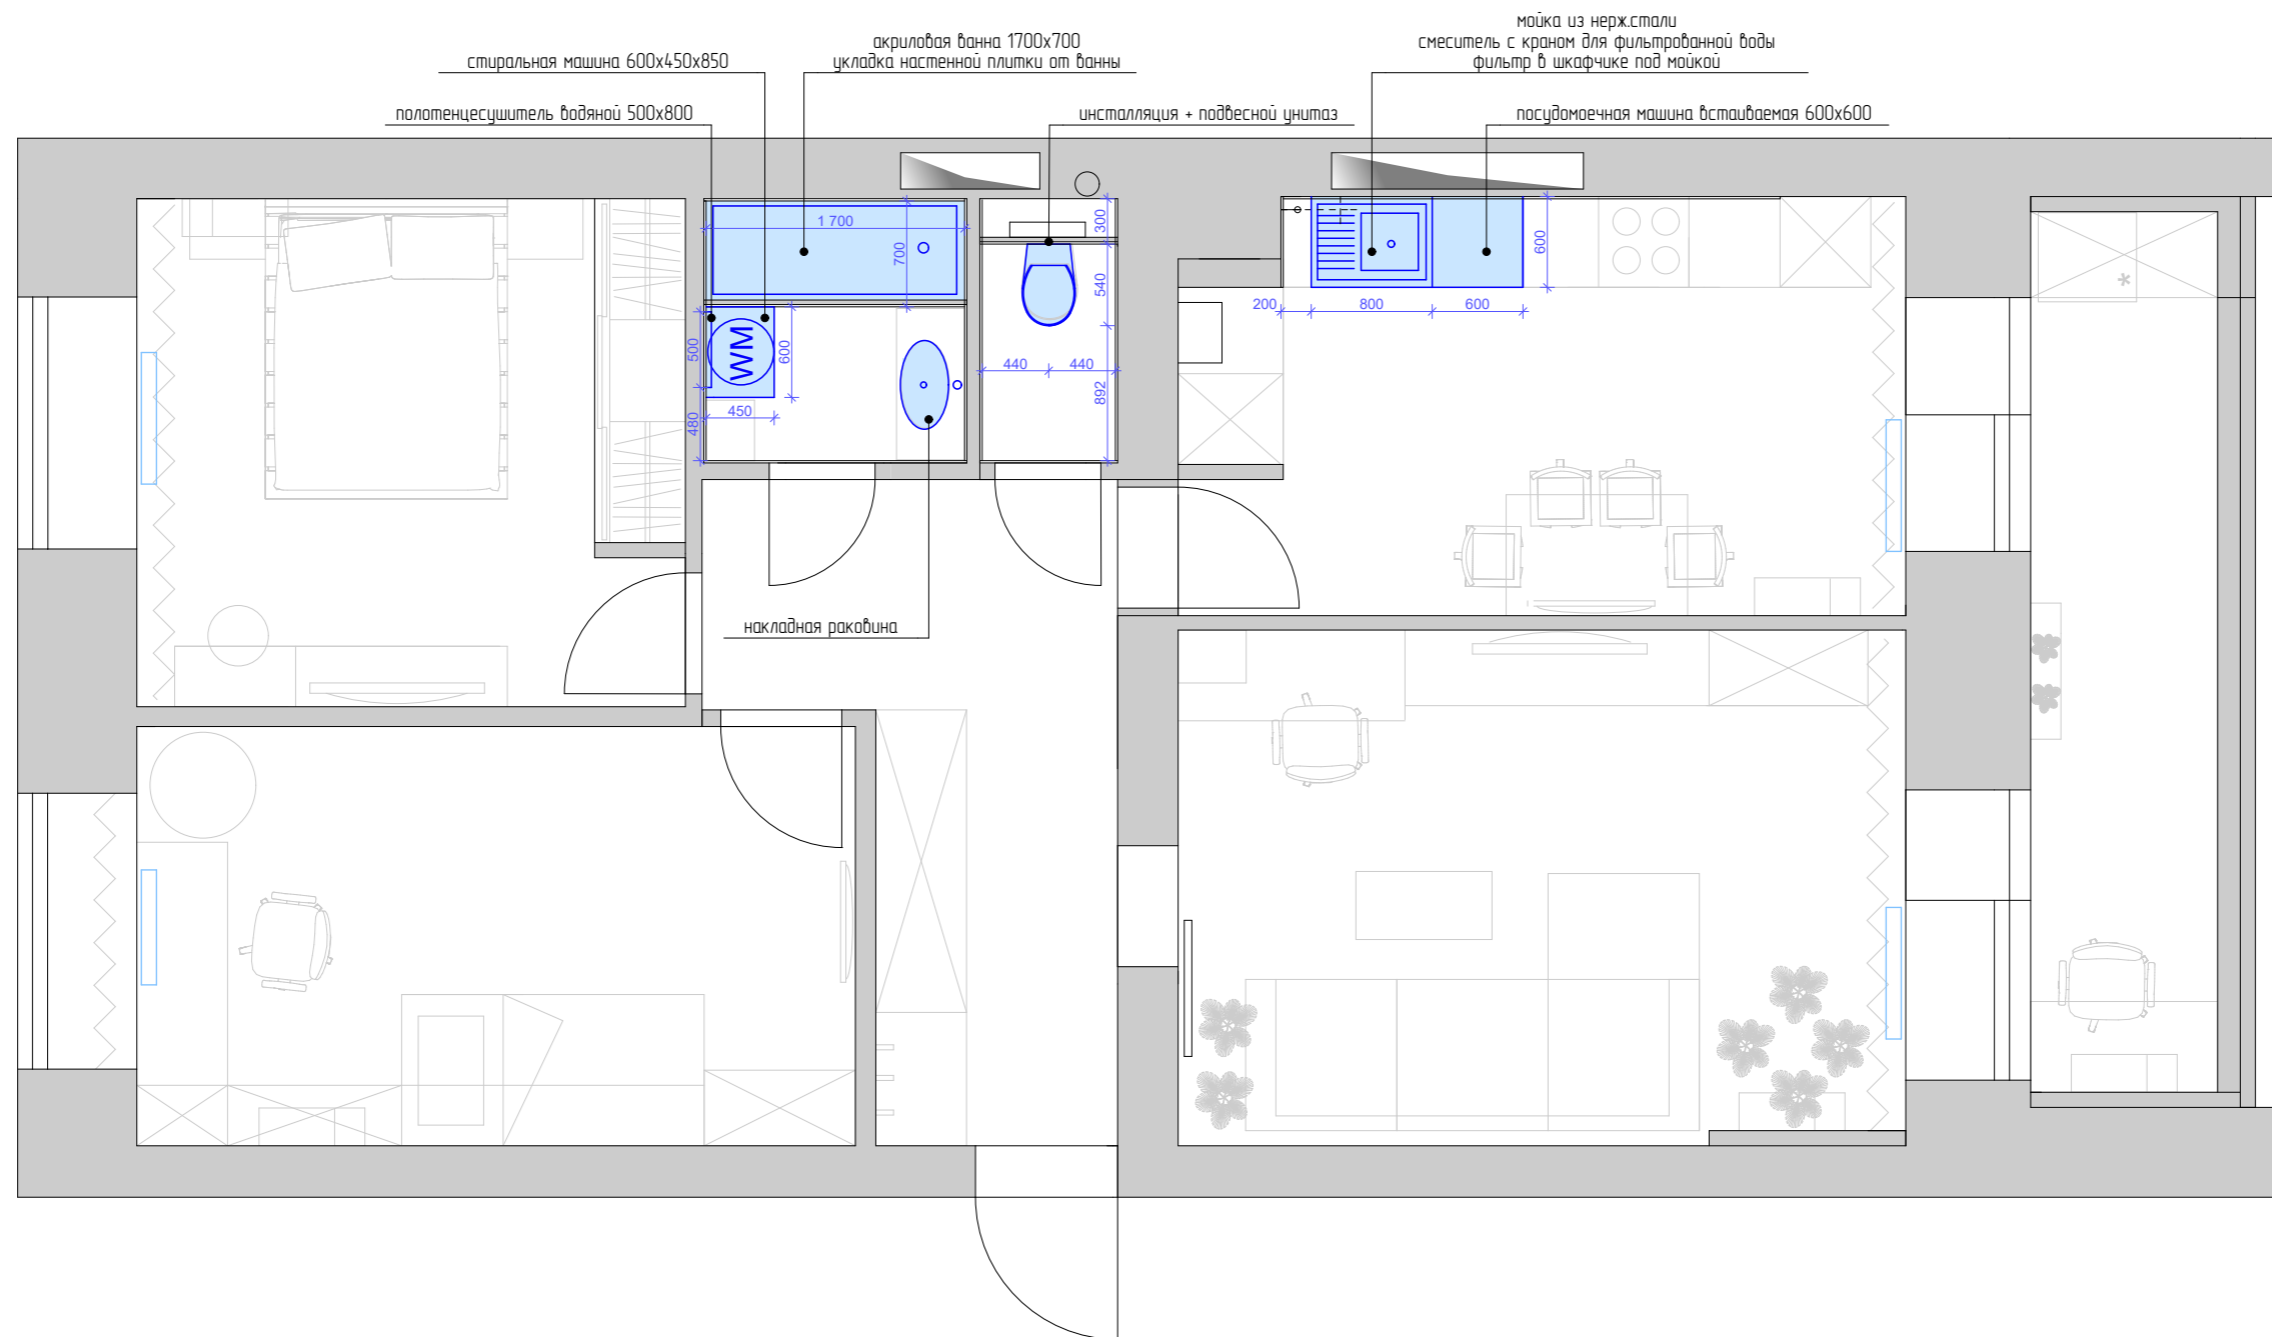 мойка из нерж.стали
смеситель с краном для фильтрованной воды
фильтр в шкафчике под мойкой
акриловая ванна 1700х700
укладка настенной плитки от ванны
стиральная машина 600х450х850
полотенцесушитель водяной 500х800
инсталляция + подвесной унитаз
посудомоечная машина встаиваемая 600х600
1 700
700
300
600
540
200
800
600
500
WM
600
440
440
892
450
480
накладная раковина